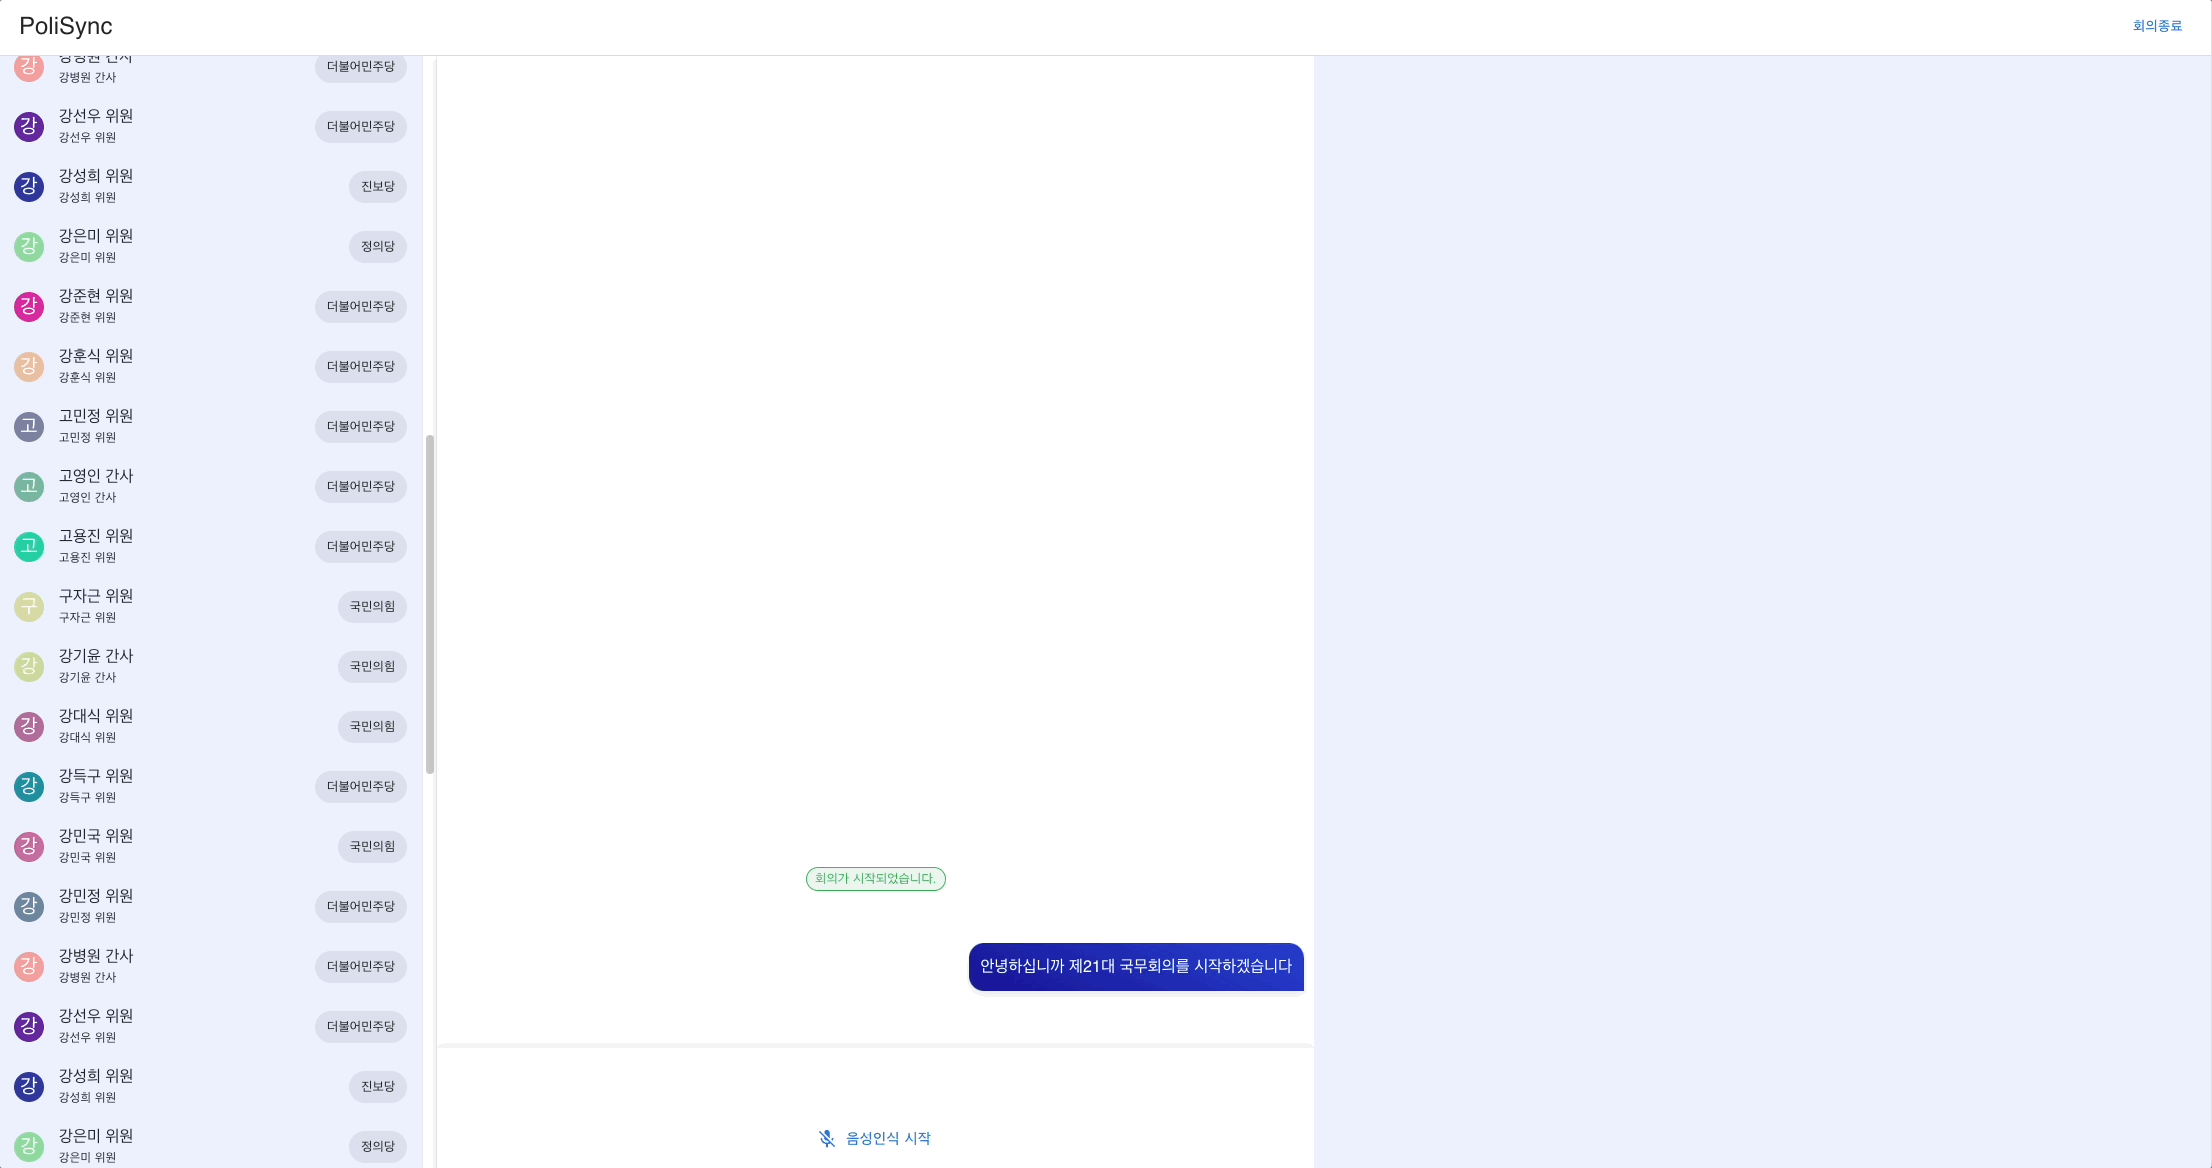 PoliSync
회의종료
강병원 간사
강
강병원 간사
더불어민주당
강
강선우 위원
강선우 위원
더불어민주당
강
강성희 위원
강성희 위원
진보당
강
강은미 위원
강은미 위원
정의당
강
강준현 위원
강준현 위원
더불어민주당
강
강훈식 위원
강훈식 위원
더불어민주당
고
고민정 위원
고민정 위원
더불어민주당
고
고영인 간사
고영인 간사
더불어민주당
고
고용진 위원
고용진 위원
더불어민주당
구
구자근 위원
구자근 위원
국민의힘
강
강기윤 간사
강기윤 간사
국민의힘
강
강대식 위원
강대식 위원
국민의힘
강
강득구 위원
강득구 위원
더불어민주당
강
강민국 위원
강민국 위원
국민의힘
강
강민정 위원
강민정 위원
더불어민주당
강
강병원 간사
강병원 간사
더불어민주당
강
강선우 위원
강선우 위원
더불어민주당
강
강성희 위원
강성희 위원
진보당
강
강은미 위원
강은미 위원
정의당
회의가 시작되었습니다.
안녕하십니까 제21대 국무회의를 시작하겠습니다
음성인식 시작